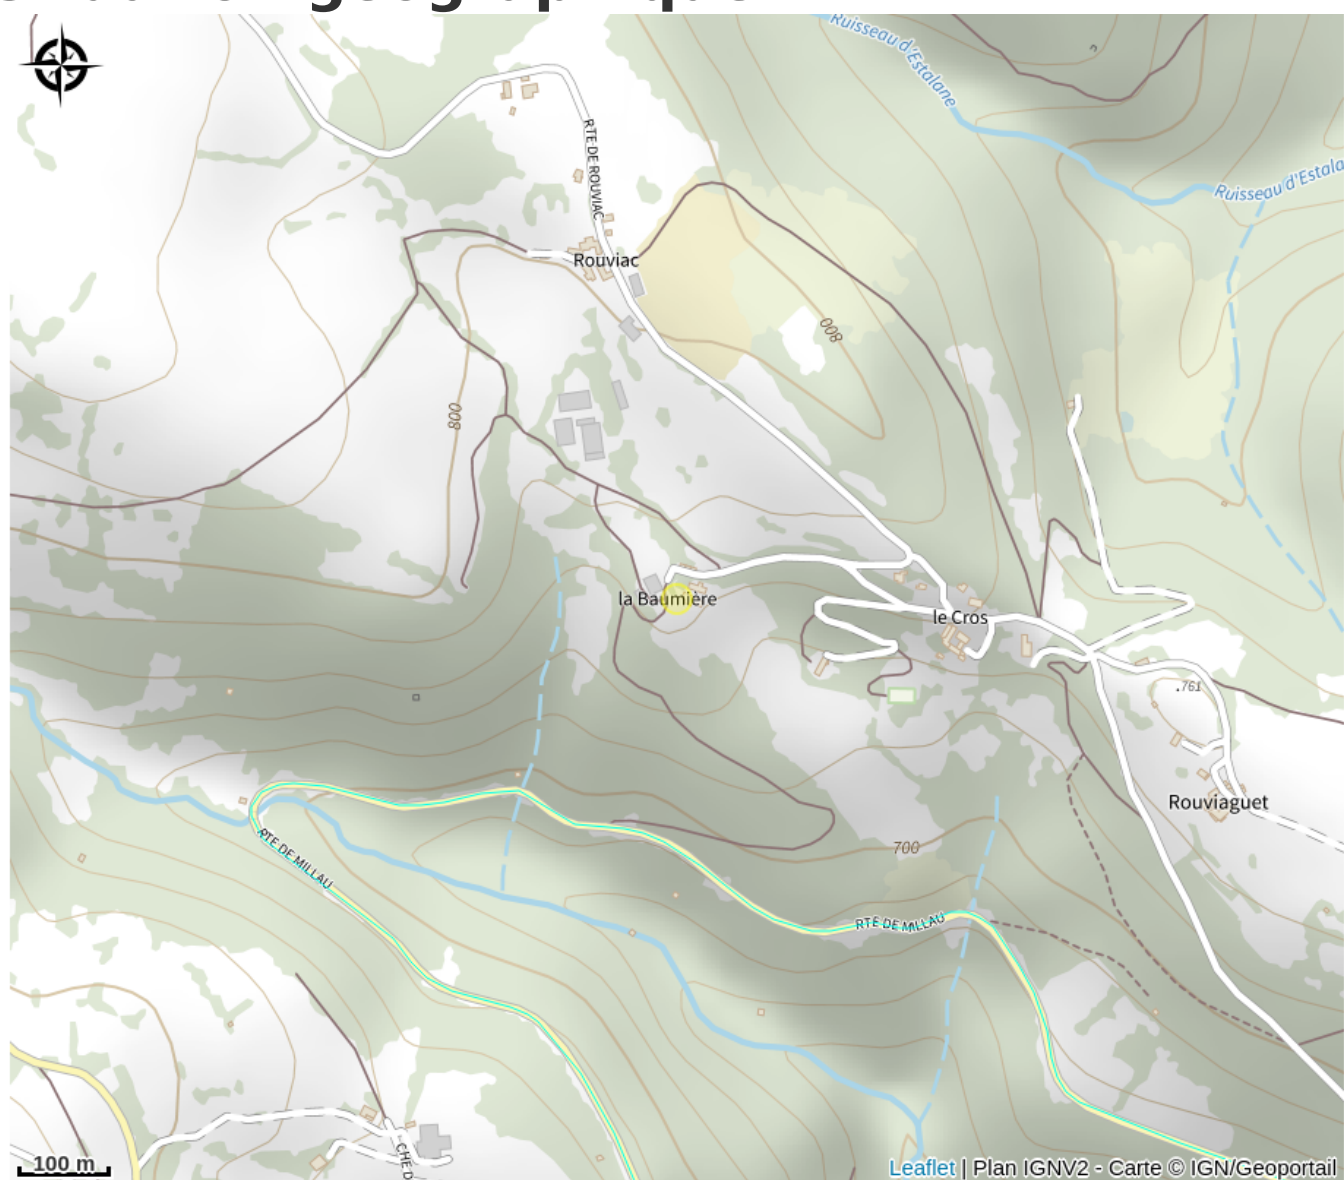 Ruisseau d'Estalane
Ruisseau d'Estala
RTE DE ROUVIAC
Rouviac
800
800
la Baumière
le Cros
.761
Rouviaguet
RTE DE MILLAU
700
RTE DE MILLAU
CHE D
100 m
Leaflet | Plan IGNV2 - Carte © IGN/Geoportail